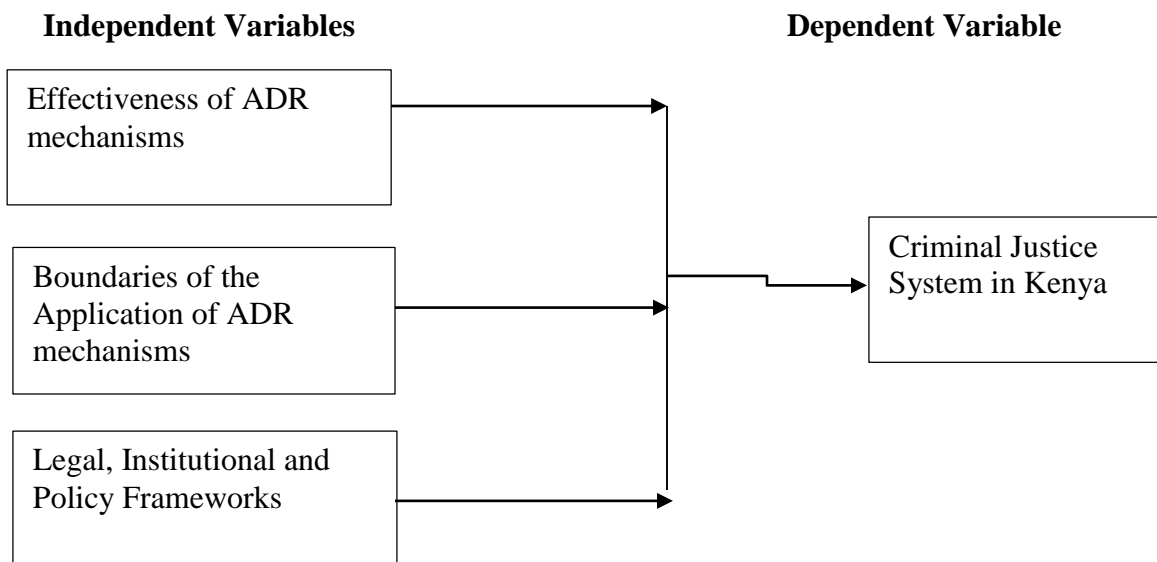 Independent Variables
Dependent Variable
Effectiveness of ADR
mechanisms
Boundaries of the
Application of ADR
mechanisms
Legal, Institutional and
Policy Frameworks
Criminal Justice
System in Kenya